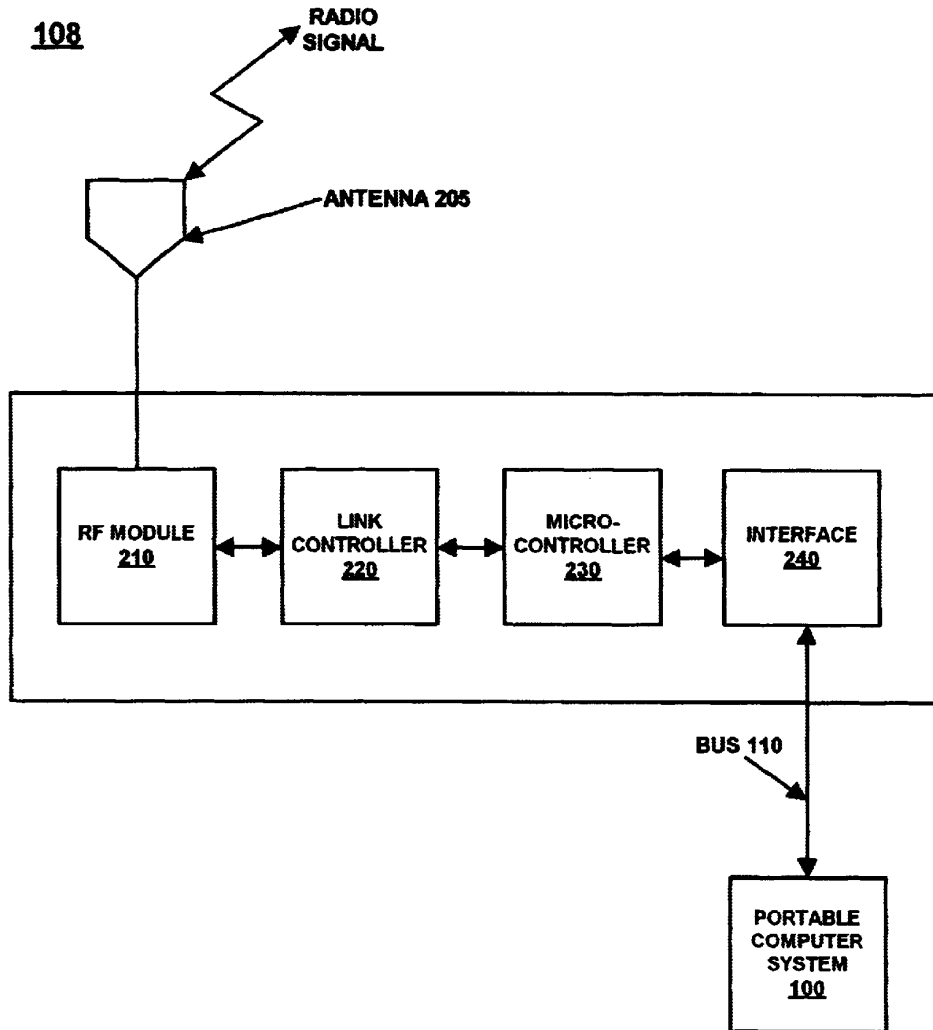 108
RADIO
SIGNAL
ANTENNA 205
RF MODULE
210
LINK
CONTROLLER
220
MICRO-
CONTROLLER
230
INTERFACE
240
BUS 110
PORTABLE
COMPUTER
SYSTEM
100